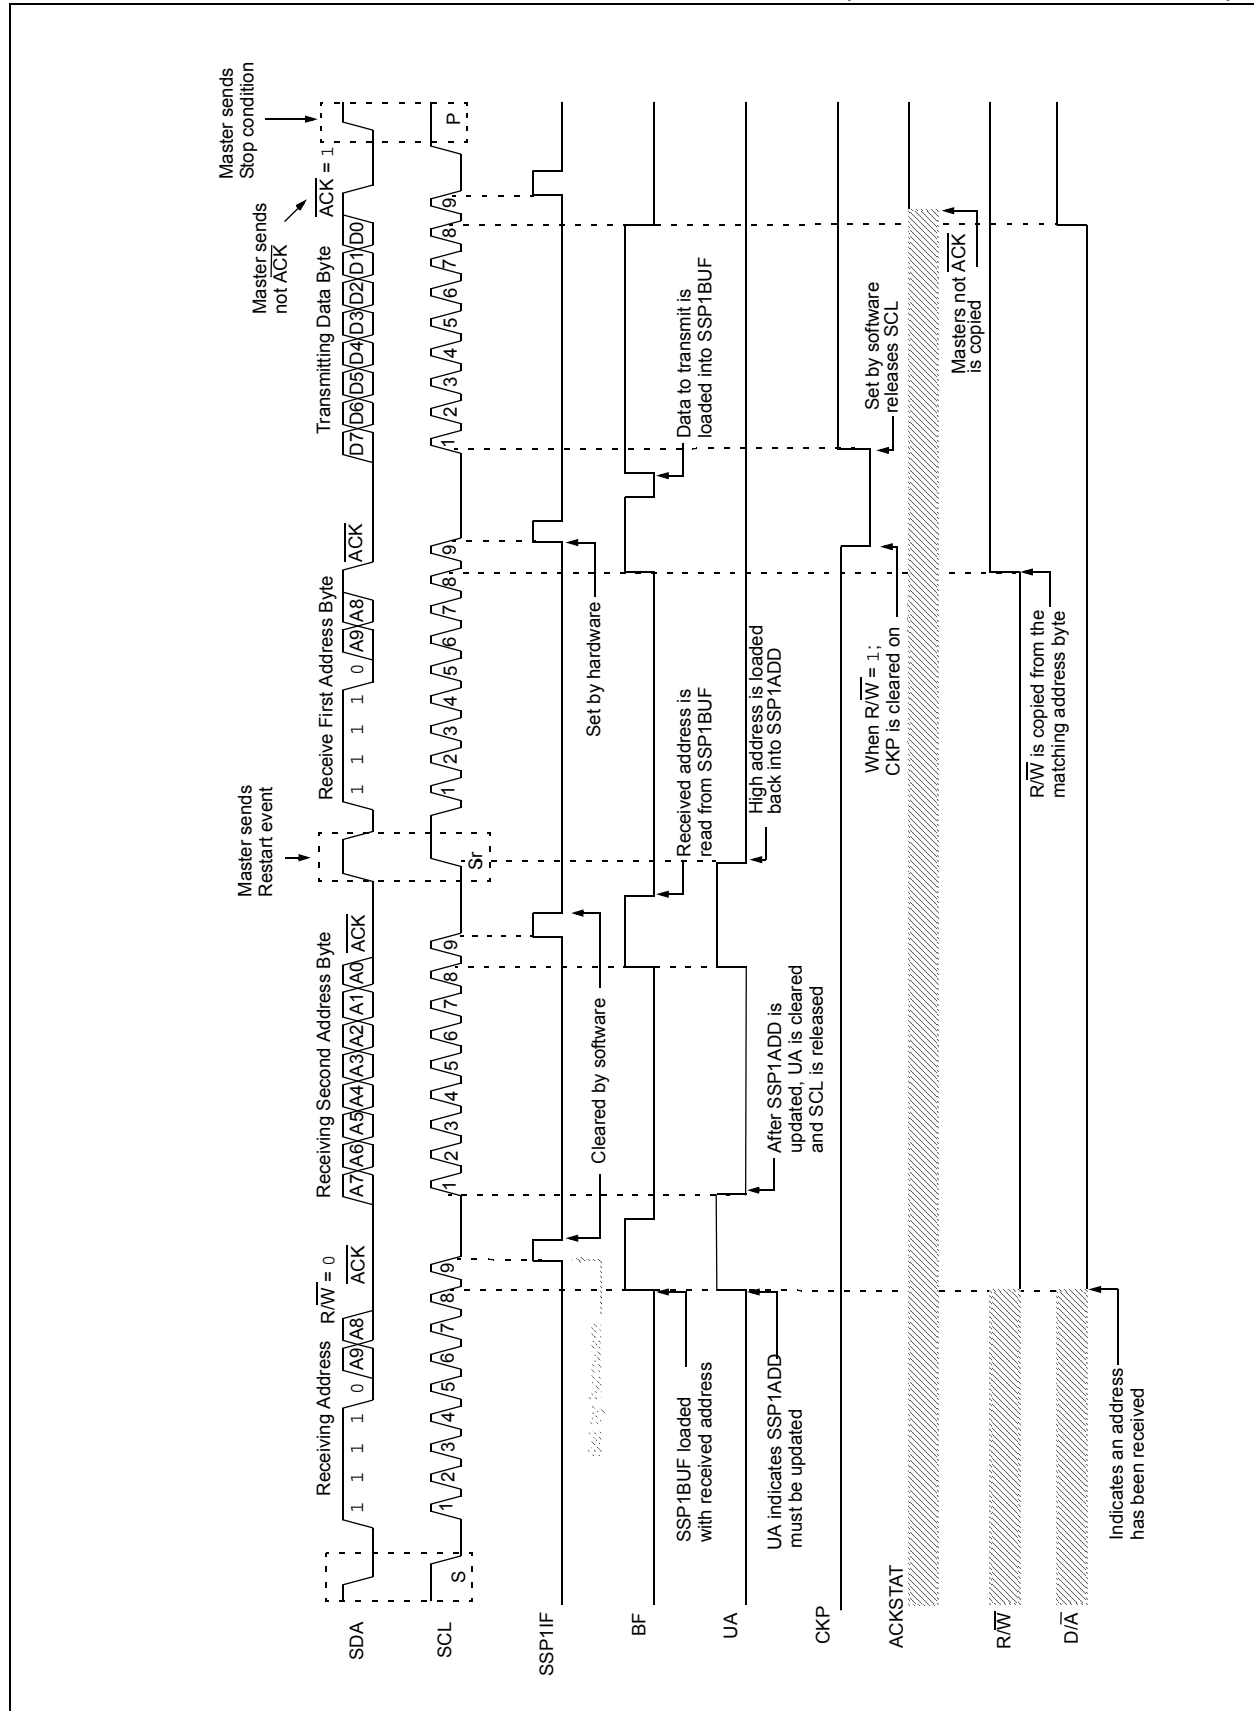 Master sends
Stop condition
Master sends
not A̅C̅K̅
A̅C̅K̅ = 1
Master sends
Restart event
Receiving Address
R/W̅ = 0
Receiving Second Address Byte
Receive First Address Byte
Transmitting Data Byte
SDA
1 1 1 1 0 A9 A8 A̅C̅K̅
A7 A6 A5 A4 A3 A2 A1 A0 A̅C̅K̅
1 1 1 1 0 A9 A8 A̅C̅K̅
D7 D6 D5 D4 D3 D2 D1 D0
SCL
S 1 2 3 4 5 6 7 8 9
1 2 3 4 5 6 7 8 9 Sr
1 2 3 4 5 6 7 8 9
1 2 3 4 5 6 7 8 9 P
SSP1IF
Set by hardware
Cleared by software
Set by hardware
BF
SSP1BUF loaded
with received address
Received address is
read from SSP1BUF
Data to transmit is
loaded into SSP1BUF
UA
UA indicates SSP1ADD
must be updated
After SSP1ADD is
updated, UA is cleared
and SCL is released
High address is loaded
back into SSP1ADD
CKP
When R/W̅ = 1;
CKP is cleared on
Set by software
releases SCL
ACKSTAT
Masters not A̅C̅K̅
is copied
R/W̅
R/W̅ is copied from the
matching address byte
D/A̅
Indicates an address
has been received